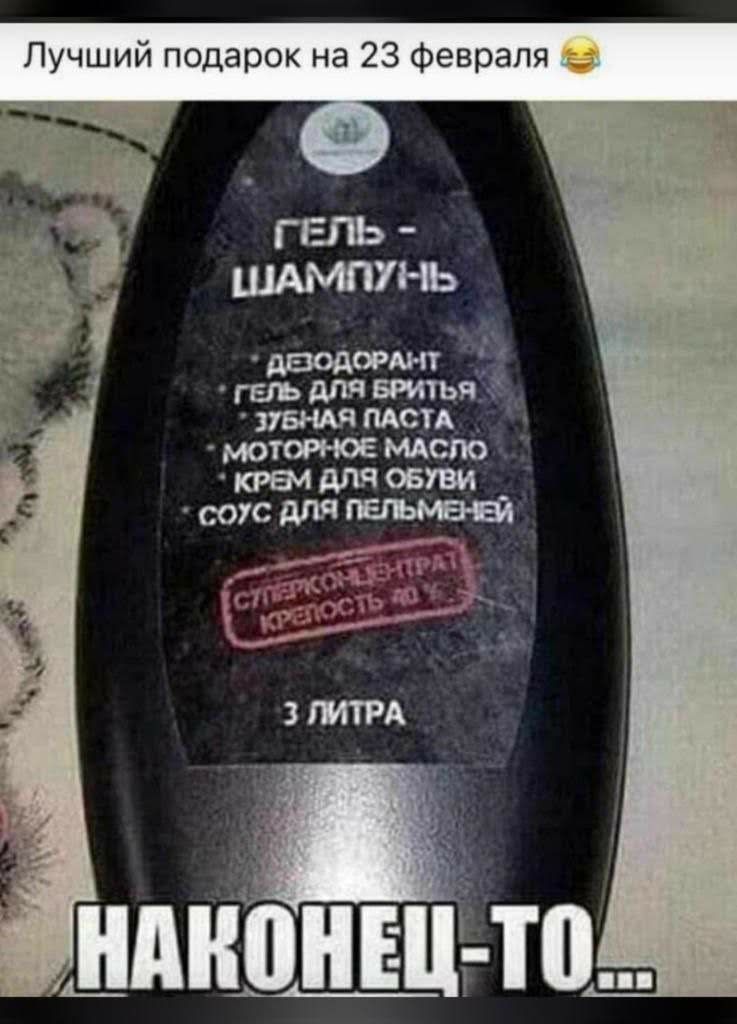 Лучший подарок на 23 февраля 😂
ГЕЛЬ -
ШАМПУНЬ
* ДЕЗОДОРАНТ
* ГЕЛЬ ДЛЯ БРИТЬЯ
* ЗУБНАЯ ПАСТА
* МОТОРНОЕ МАСЛО
* КРЕМ ДЛЯ ОБУВИ
* СОУС ДЛЯ ПЕЛЬМЕНЕЙ
СУПЕРКОНЦЕНТРАТ
КРЕПОСТЬ 40 %
3 ЛИТРА
НАКОНЕЦ-ТО...